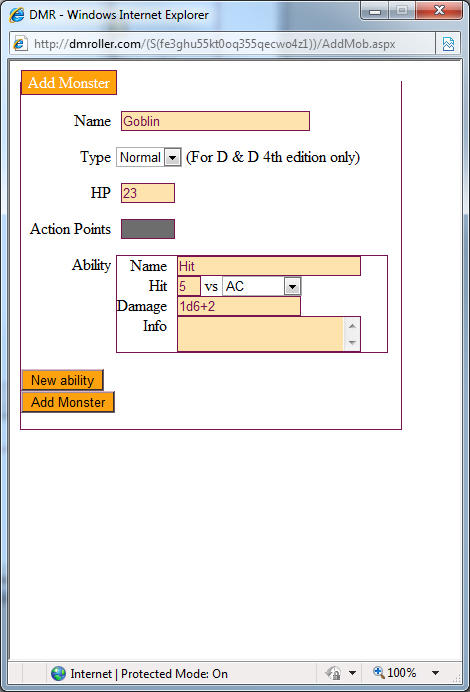 DMR - Windows Internet Explorer
http://dmroller.com/(S(fe3ghu55kt0oq355qecwo4z1))/AddMob.aspx
Add Monster
Name Goblin
Type Normal (For D & D 4th edition only)
HP 23
Action Points
Ability Name Hit
Hit 5 vs AC
Damage 1d6+2
Info
New ability
Add Monster
Internet | Protected Mode: On 100%